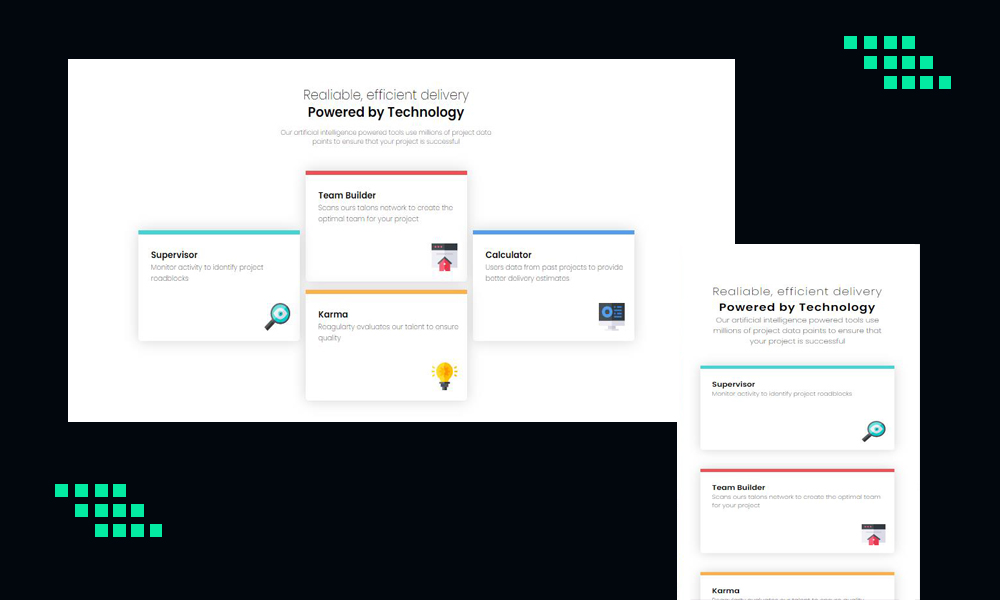 Realiable, efficient delivery
Powered by Technology
Our artificial intelligence powered tools use millions of project data
points to ensure that your project is successful
Team Builder
Scans ours talans network to create the
optimal team for your project
Supervisor
Monitor activity to identify project
roadblocks
Calculator
Users data from past projects to provide
better delivery estimates
Karma
Reagularty evaluates our talent to ensure
quality
Realiable, efficient delivery
Powered by Technology
Our artificial intelligence powered tools use
millions of project data points to ensure that
your project is successful
Supervisor
Monitor activity to identify project roadblocks
Team Builder
Scans ours talans network to create the optimal team
for your project
Karma